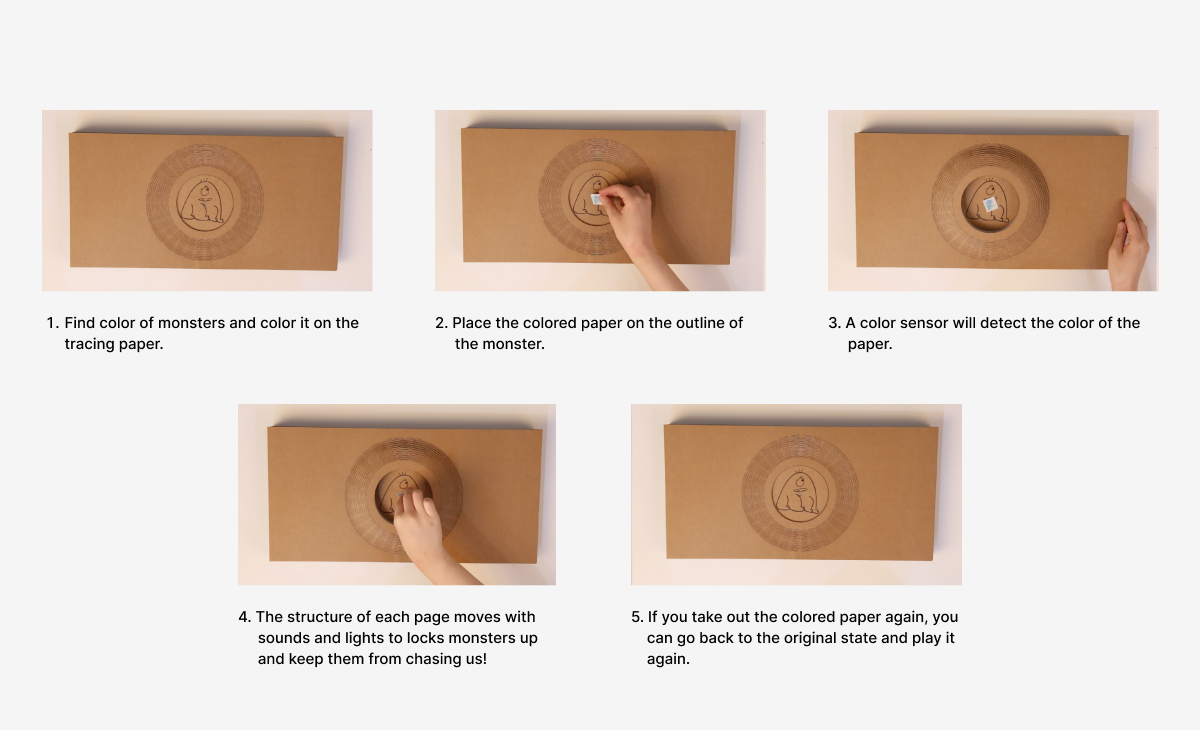 1. Find color of monsters and color it on the
tracing paper.
2. Place the colored paper on the outline of
the monster.
3. A color sensor will detect the color of the
paper.
4. The structure of each page moves with
sounds and lights to locks monsters up
and keep them from chasing us!
5. If you take out the colored paper again, you
can go back to the original state and play it
again.